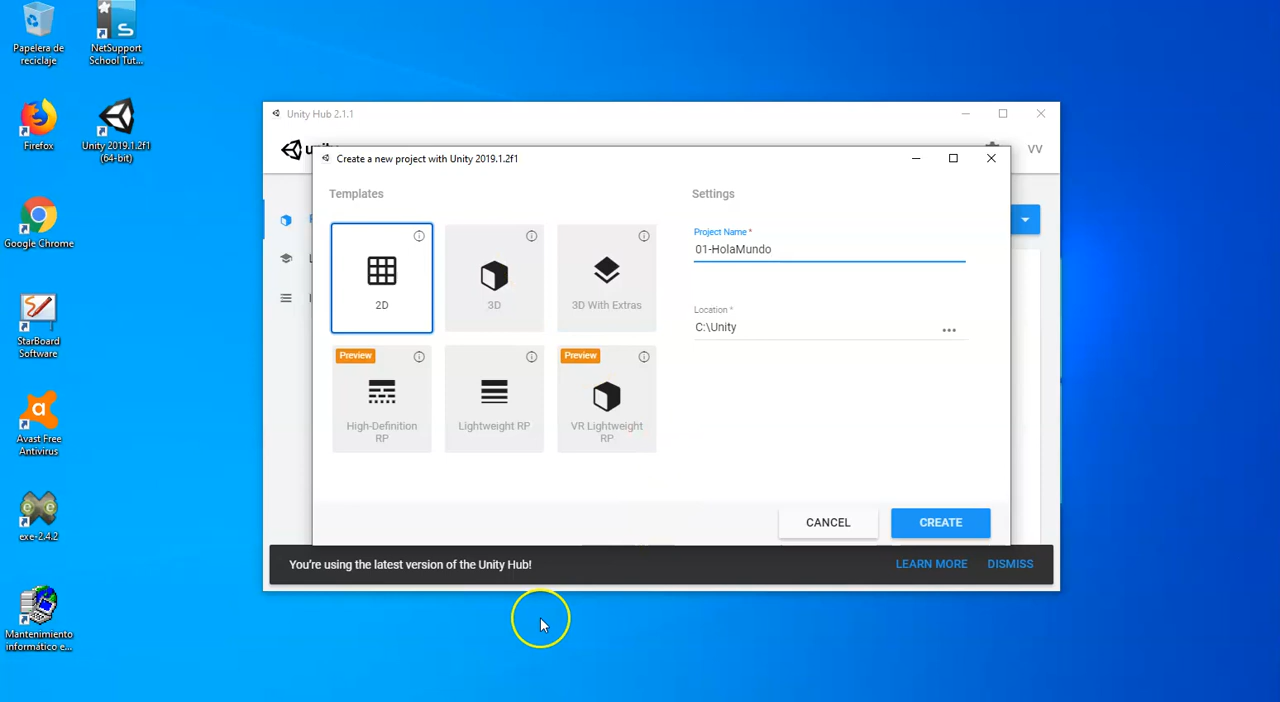 Papelera de
reciclaje
NetSupport
School Tut...
Firefox
Unity 2019.1.2f1
(64-bit)
Google Chrome
StarBoard
Software
Avast Free
Antivirus
exe-2.4.2
Mantenimiento
informatico e...
Unity Hub 2.1.1
VV
Create a new project with Unity 2019.1.2f1
Templates
2D
3D
3D With Extras
Preview
High-Definition
RP
Lightweight RP
Preview
VR Lightweight
RP
Settings
Project Name *
01-HolaMundo
Location *
C:\Unity
•••
CANCEL
CREATE
You're using the latest version of the Unity Hub!
LEARN MORE
DISMISS